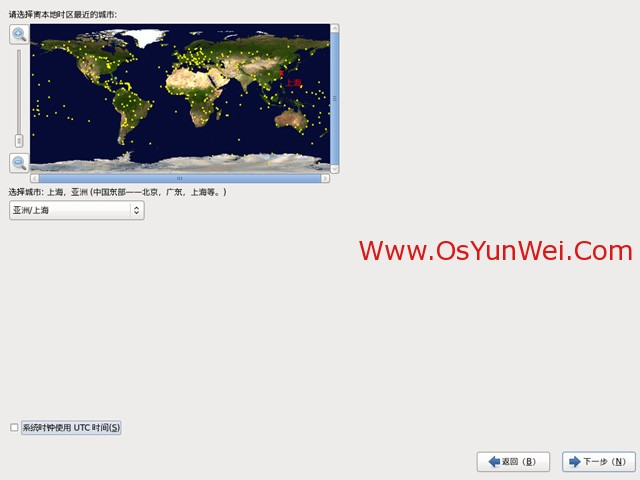 请选择离本地时区最近的城市:
上海
选择城市: 上海，亚洲 (中国东部——北京，广东，上海等。)
亚洲/上海
Www.OsYunWei.Com
系统时钟使用 UTC 时间(S)
返回（B）
下一步（N）